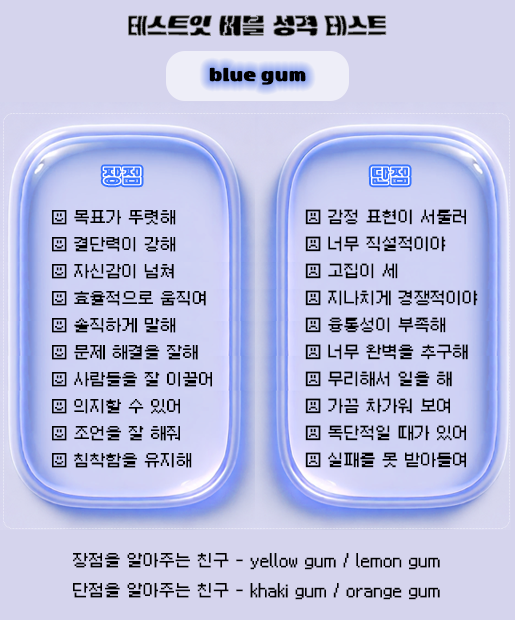 테스트잇 버블 성격 테스트
blue gum
장점
목표가 뚜렷해
결단력이 강해
자신감이 넘쳐
효율적으로 움직여
솔직하게 말해
문제 해결을 잘해
사람들을 잘 이끌어
의지할 수 있어
조언을 잘 해줘
침착함을 유지해
단점
감정 표현이 서툴러
너무 직설적이야
고집이 세
지나치게 경쟁적이야
융통성이 부족해
너무 완벽을 추구해
무리해서 일을 해
가끔 차가워 보여
독단적일 때가 있어
실패를 못 받아들여
장점을 알아주는 친구 - yellow gum / lemon gum
단점을 알아주는 친구 - khaki gum / orange gum